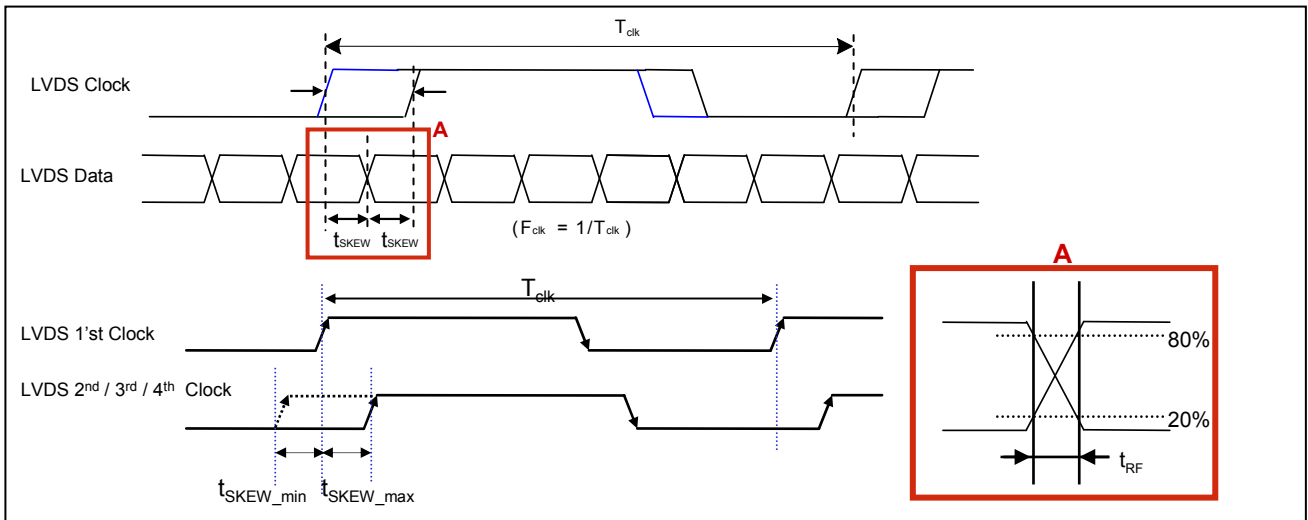 Tclk
LVDS Clock
A
LVDS Data
tSKEW tSKEW
(Fclk = 1/Tclk)
A
Tclk
LVDS 1'st Clock
80%
LVDS 2nd / 3rd / 4th Clock
20%
tRF
tSKEW_min tSKEW_max